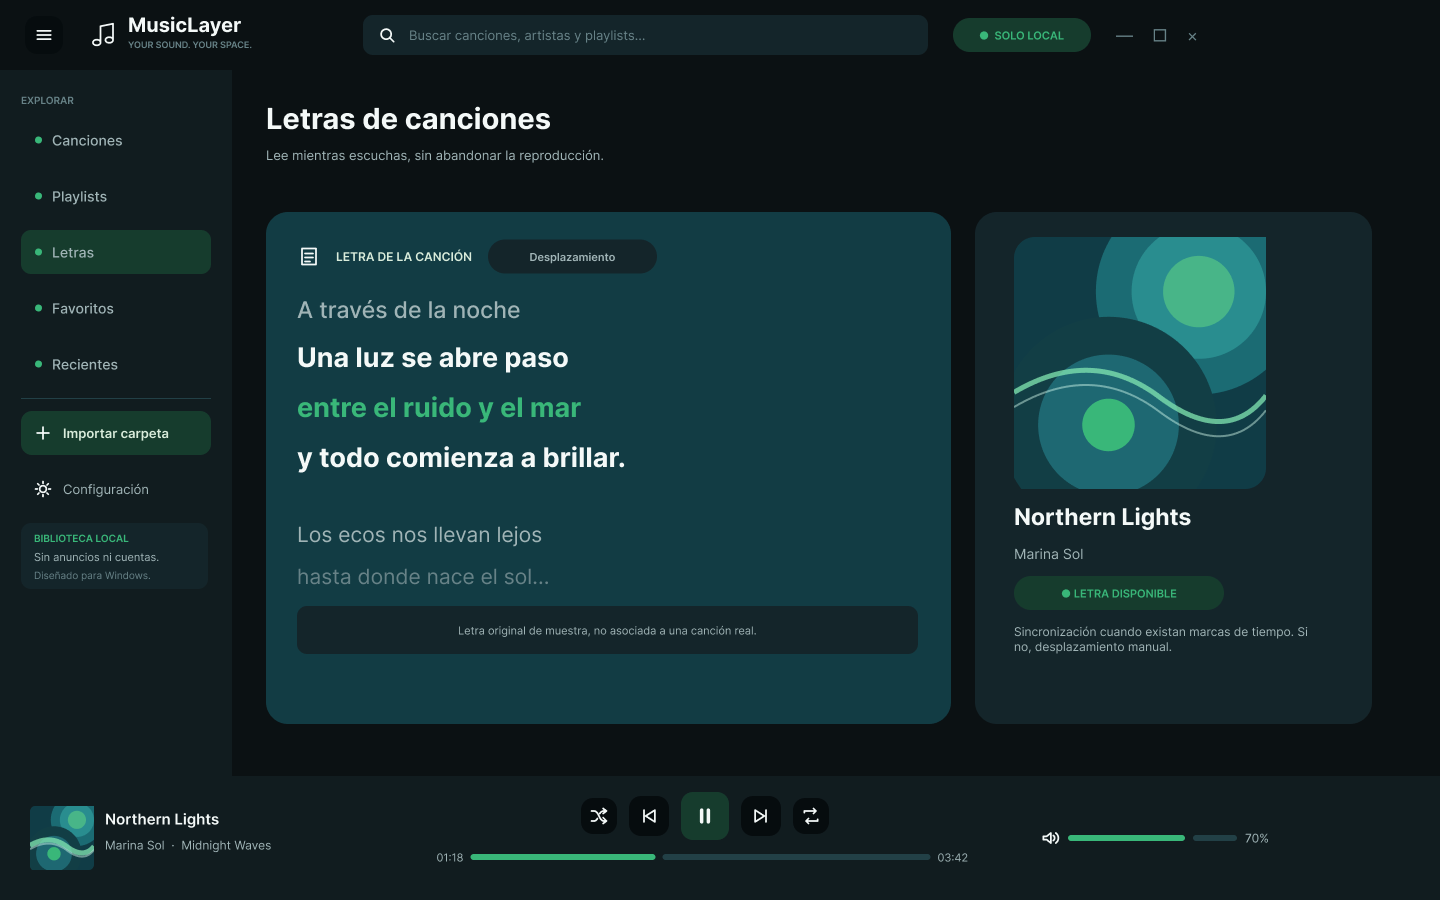 MusicLayer
YOUR SOUND. YOUR SPACE.
Buscar canciones, artistas y playlists...
SOLO LOCAL
EXPLORAR
Canciones
Playlists
Letras
Favoritos
Recientes
Importar carpeta
Configuración
BIBLIOTECA LOCAL
Sin anuncios ni cuentas.
Diseñado para Windows.
Letras de canciones
Lee mientras escuchas, sin abandonar la reproducción.
LETRA DE LA CANCIÓN
Desplazamiento
A través de la noche
Una luz se abre paso
entre el ruido y el mar
y todo comienza a brillar.
Los ecos nos llevan lejos
hasta donde nace el sol...
Letra original de muestra, no asociada a una canción real.
Northern Lights
Marina Sol
LETRA DISPONIBLE
Sincronización cuando existan marcas de tiempo. Si
no, desplazamiento manual.
Northern Lights
Marina Sol · Midnight Waves
01:18
03:42
70%